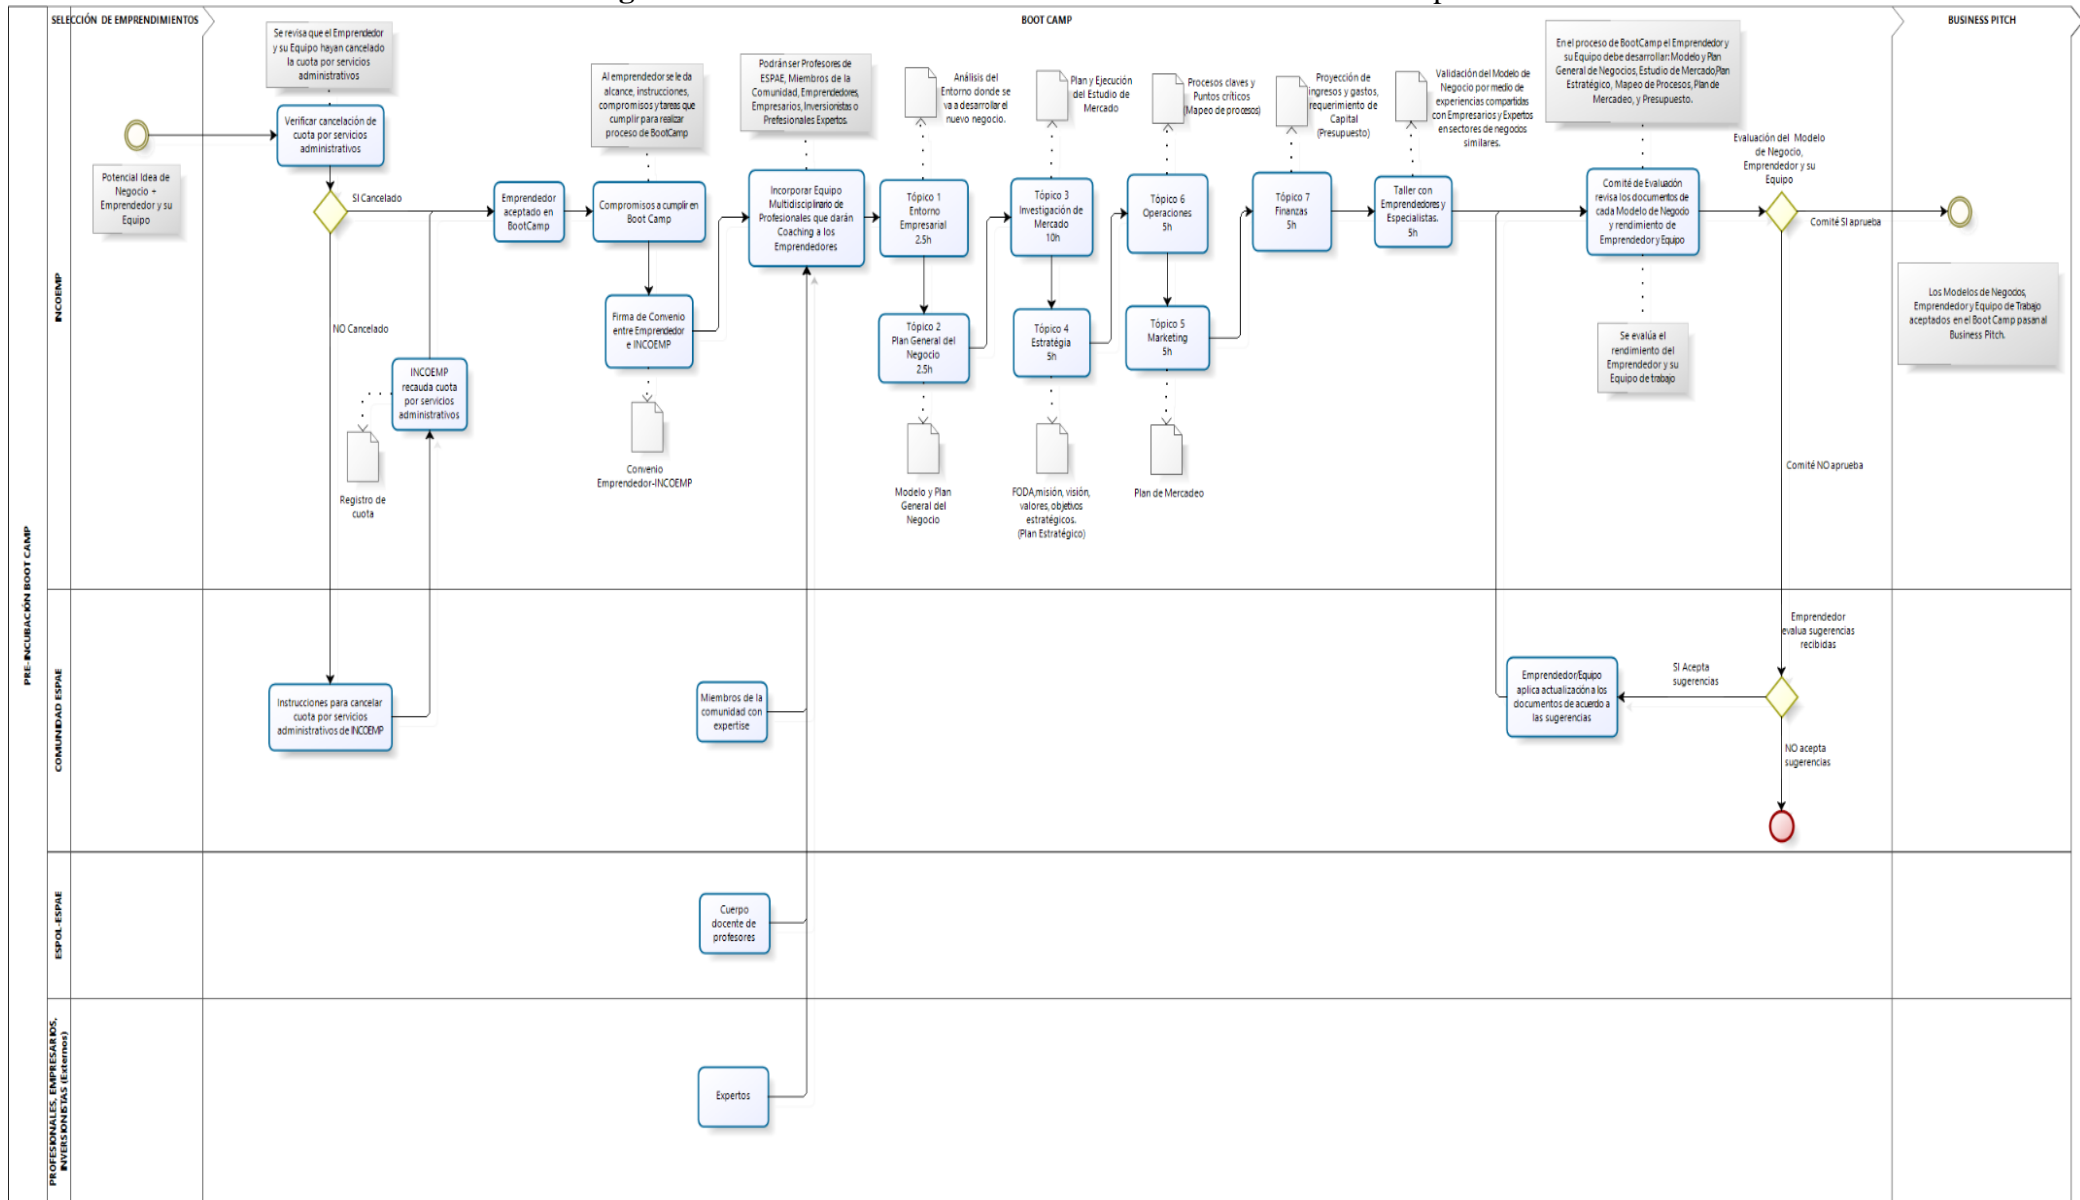 SELECCIÓN DE EMPRENDIMIENTOS
BOOT CAMP
BUSINESS PITCH
PRE-INCUBACIÓN BOOT CAMP
INCOEMP
Se revisa que el Emprendedor
y su Equipo hayan cancelado
la cuota por servicios
administrativos
Verificar cancelación de
cuota por servicios
administrativos
Potencial Idea de
Negocio +
Emprendedor y su
Equipo
SI Cancelado
NO Cancelado
INCOEMP
recauda cuota
por servicios
administrativos
Registro de
cuota
Emprendedor
aceptado en
BootCamp
Al emprendedor se le da
alcance, instrucciones,
compromisos y tareas que
cumplir para realizar
proceso de BootCamp
Compromisos a cumplir en
Boot Camp
Firma de Convenio
entre Emprendedor
e INCOEMP
Convenio
Emprendedor-INCOEMP
Podrán ser Profesores de
ESPAE, Miembros de la
Comunidad, Emprendedores,
Empresarios, Inversionistas o
Prefesionales Expertos.
Incorporar Equipo
Multidisciplinario de
Profesionales que darán
Coaching a los
Emprendedores
Análisis del
Entorno donde se
va a desarrollar el
nuevo negocio.
Tópico 1
Entorno
Empresarial
2.5h
Tópico 2
Plan General del
Negocio
2.5h
Modelo y Plan
General del
Negocio
Plan y Ejecución
del Estudio de
Mercado
Tópico 3
Investigación de
Mercado
10h
Tópico 4
Estratégia
5h
FODA,misión, visión,
valores, objetivos
estratégicos.
(Plan Estratégico)
Procesos claves y
Puntos críticos
(Mapeo de procesos)
Tópico 6
Operaciones
5h
Tópico 5
Marketing
5h
Plan de Mercadeo
Proyección de
ingresos y gastos,
requerimiento de
Capital
(Presupuesto)
Tópico 7
Finanzas
5h
Validación del Modelo de
Negocio por medio de
experiencias compartidas
con Empresarios y Expertos
en sectores de negocios
similares.
Taller con
Emprendedores y
Especialistas.
5h
En el proceso de BootCamp el Emprendedor y
su Equipo debe desarrollar: Modelo y Plan
General de Negocios, Estudio de Mercado,Plan
Estratégico, Mapeo de Procesos, Plan de
Mercadeo, y Presupuesto.
Comité de Evaluación
revisa los documentos de
cada Modelo de Negocio
y rendimiento de
Emprendedor y Equipo
Se evalúa el
rendimiento del
Emprendedor y su
Equipo de trabajo
Evaluación del Modelo
de Negocio,
Emprendedor y su
Equipo
Comité SI aprueba
Comité NO aprueba
Los Modelos de Negodos,
Emprendedor y Equipo de Trabajo
aceptados en el Boot Camp pasan al
Business Pitch.
COMUNIDAD ESPAE
Instrucciones para cancelar
cuota por servicios
administrativos de INCOEMP
Miembros de la
comunidad con
expertise
Emprendedor/Equipo
aplica actualización a los
documentos de acuerdo a
las sugerencias
SI Acepta
sugerencias
Emprendedor
evalua sugerencias
recibidas
NO acepta
sugerencias
ESPOL-ESPAE
Cuerpo
docente de
profesores
PROFESIONALES, EMPRESARIOS,
INVERSIONISTAS (Externos)
Expertos